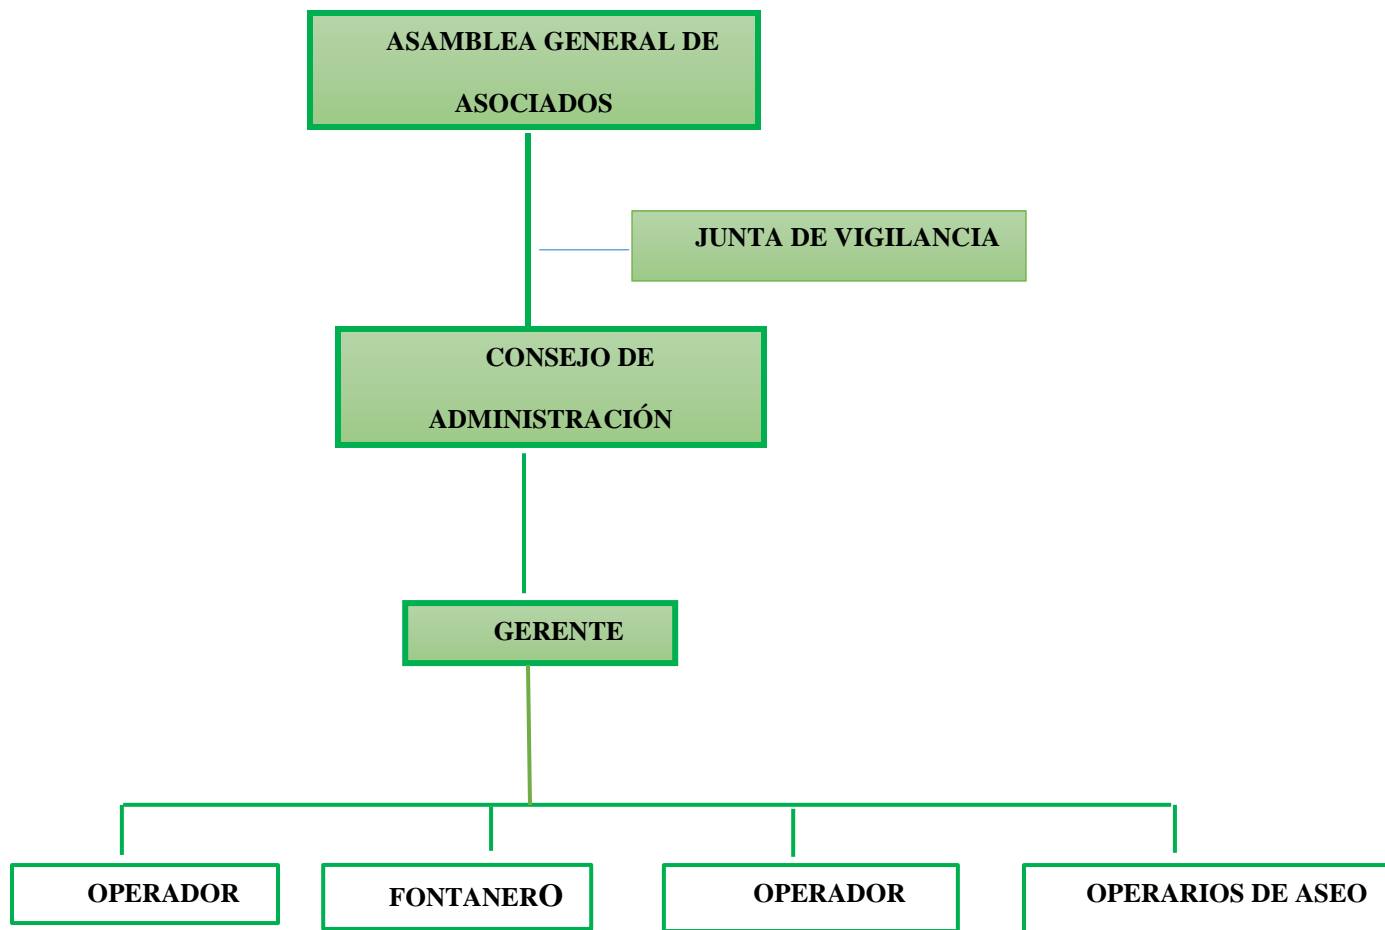 ASAMBLEA GENERAL DE
ASOCIADOS
JUNTA DE VIGILANCIA
CONSEJO DE
ADMINISTRACIÓN
GERENTE
OPERADOR
FONTANERO
OPERADOR
OPERARIOS DE ASEO